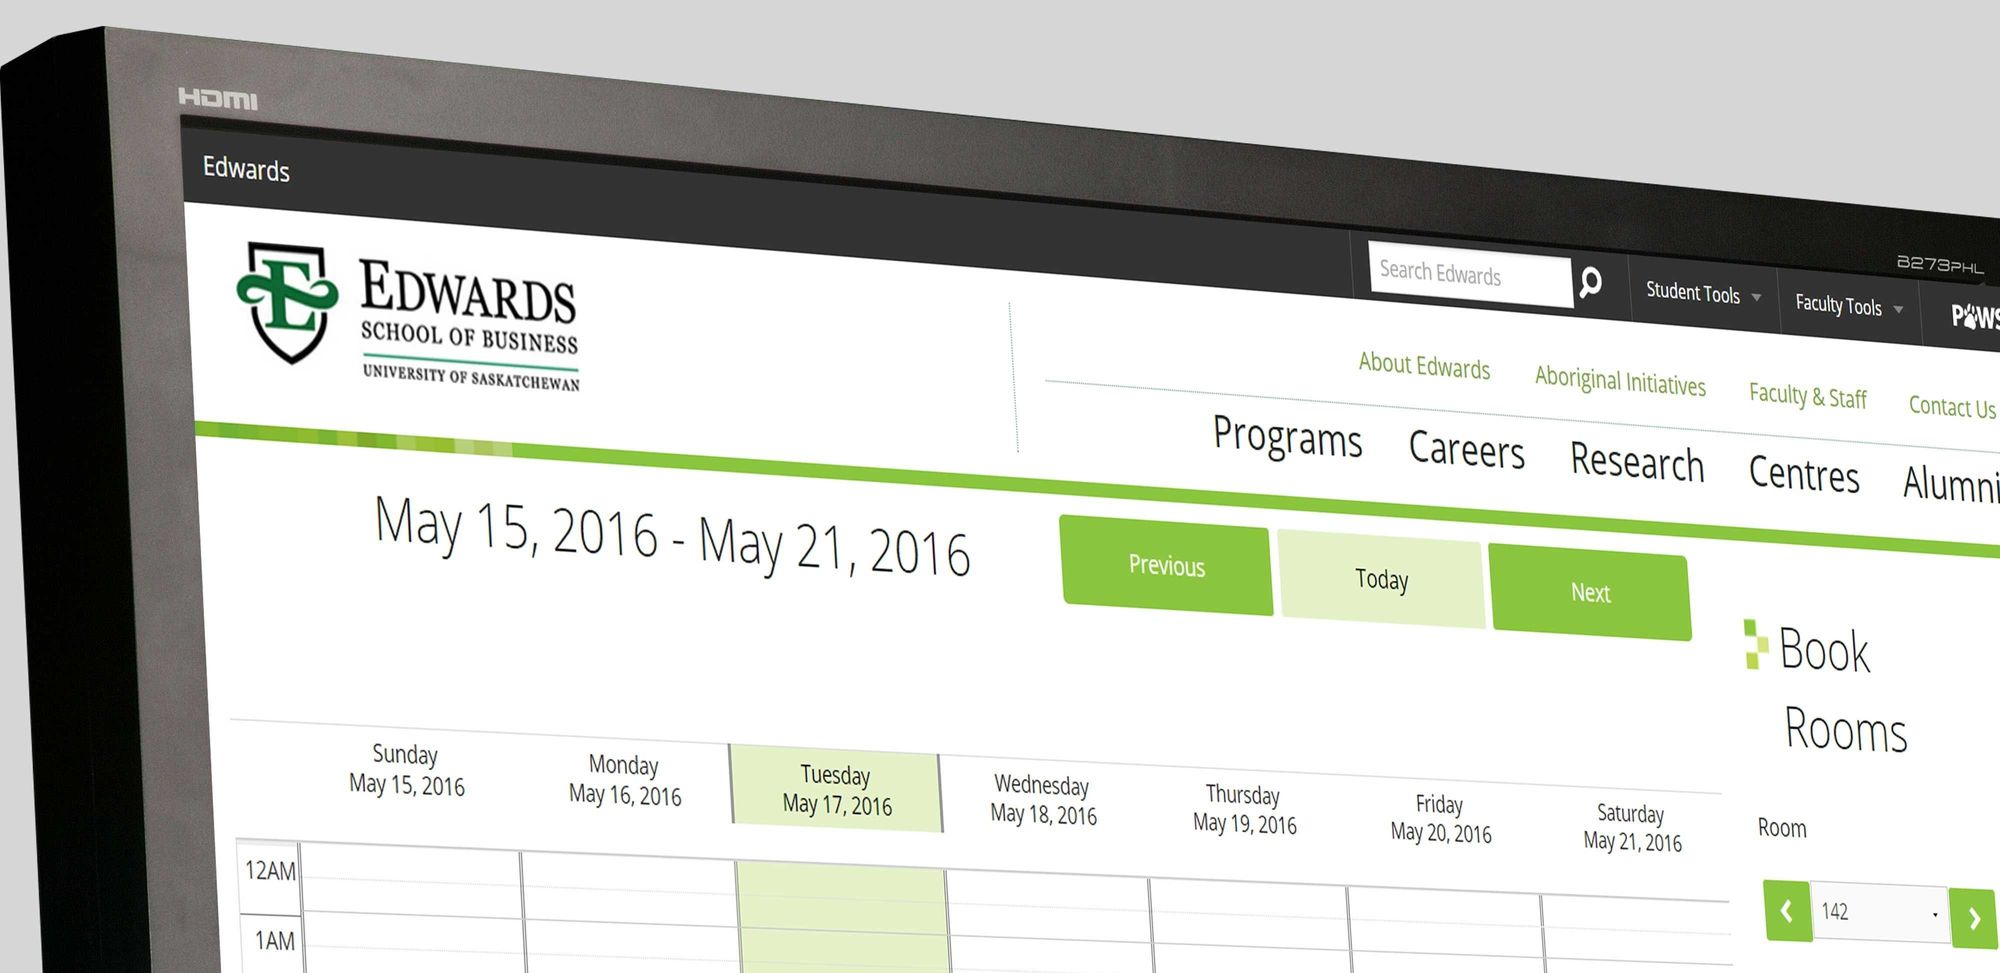 HDMI
B273PHL
Edwards
Search Edwards
Student Tools
Faculty Tools
PAWS
EDWARDS
SCHOOL OF BUSINESS
UNIVERSITY OF SASKATCHEWAN
About Edwards
Aboriginal Initiatives
Faculty & Staff
Contact Us
Programs
Careers
Research
Centres
Alumni
May 15, 2016 - May 21, 2016
Previous
Today
Next
Book
Rooms
Sunday
May 15, 2016
Monday
May 16, 2016
Tuesday
May 17, 2016
Wednesday
May 18, 2016
Thursday
May 19, 2016
Friday
May 20, 2016
Saturday
May 21, 2016
Room
142
12AM
1AM